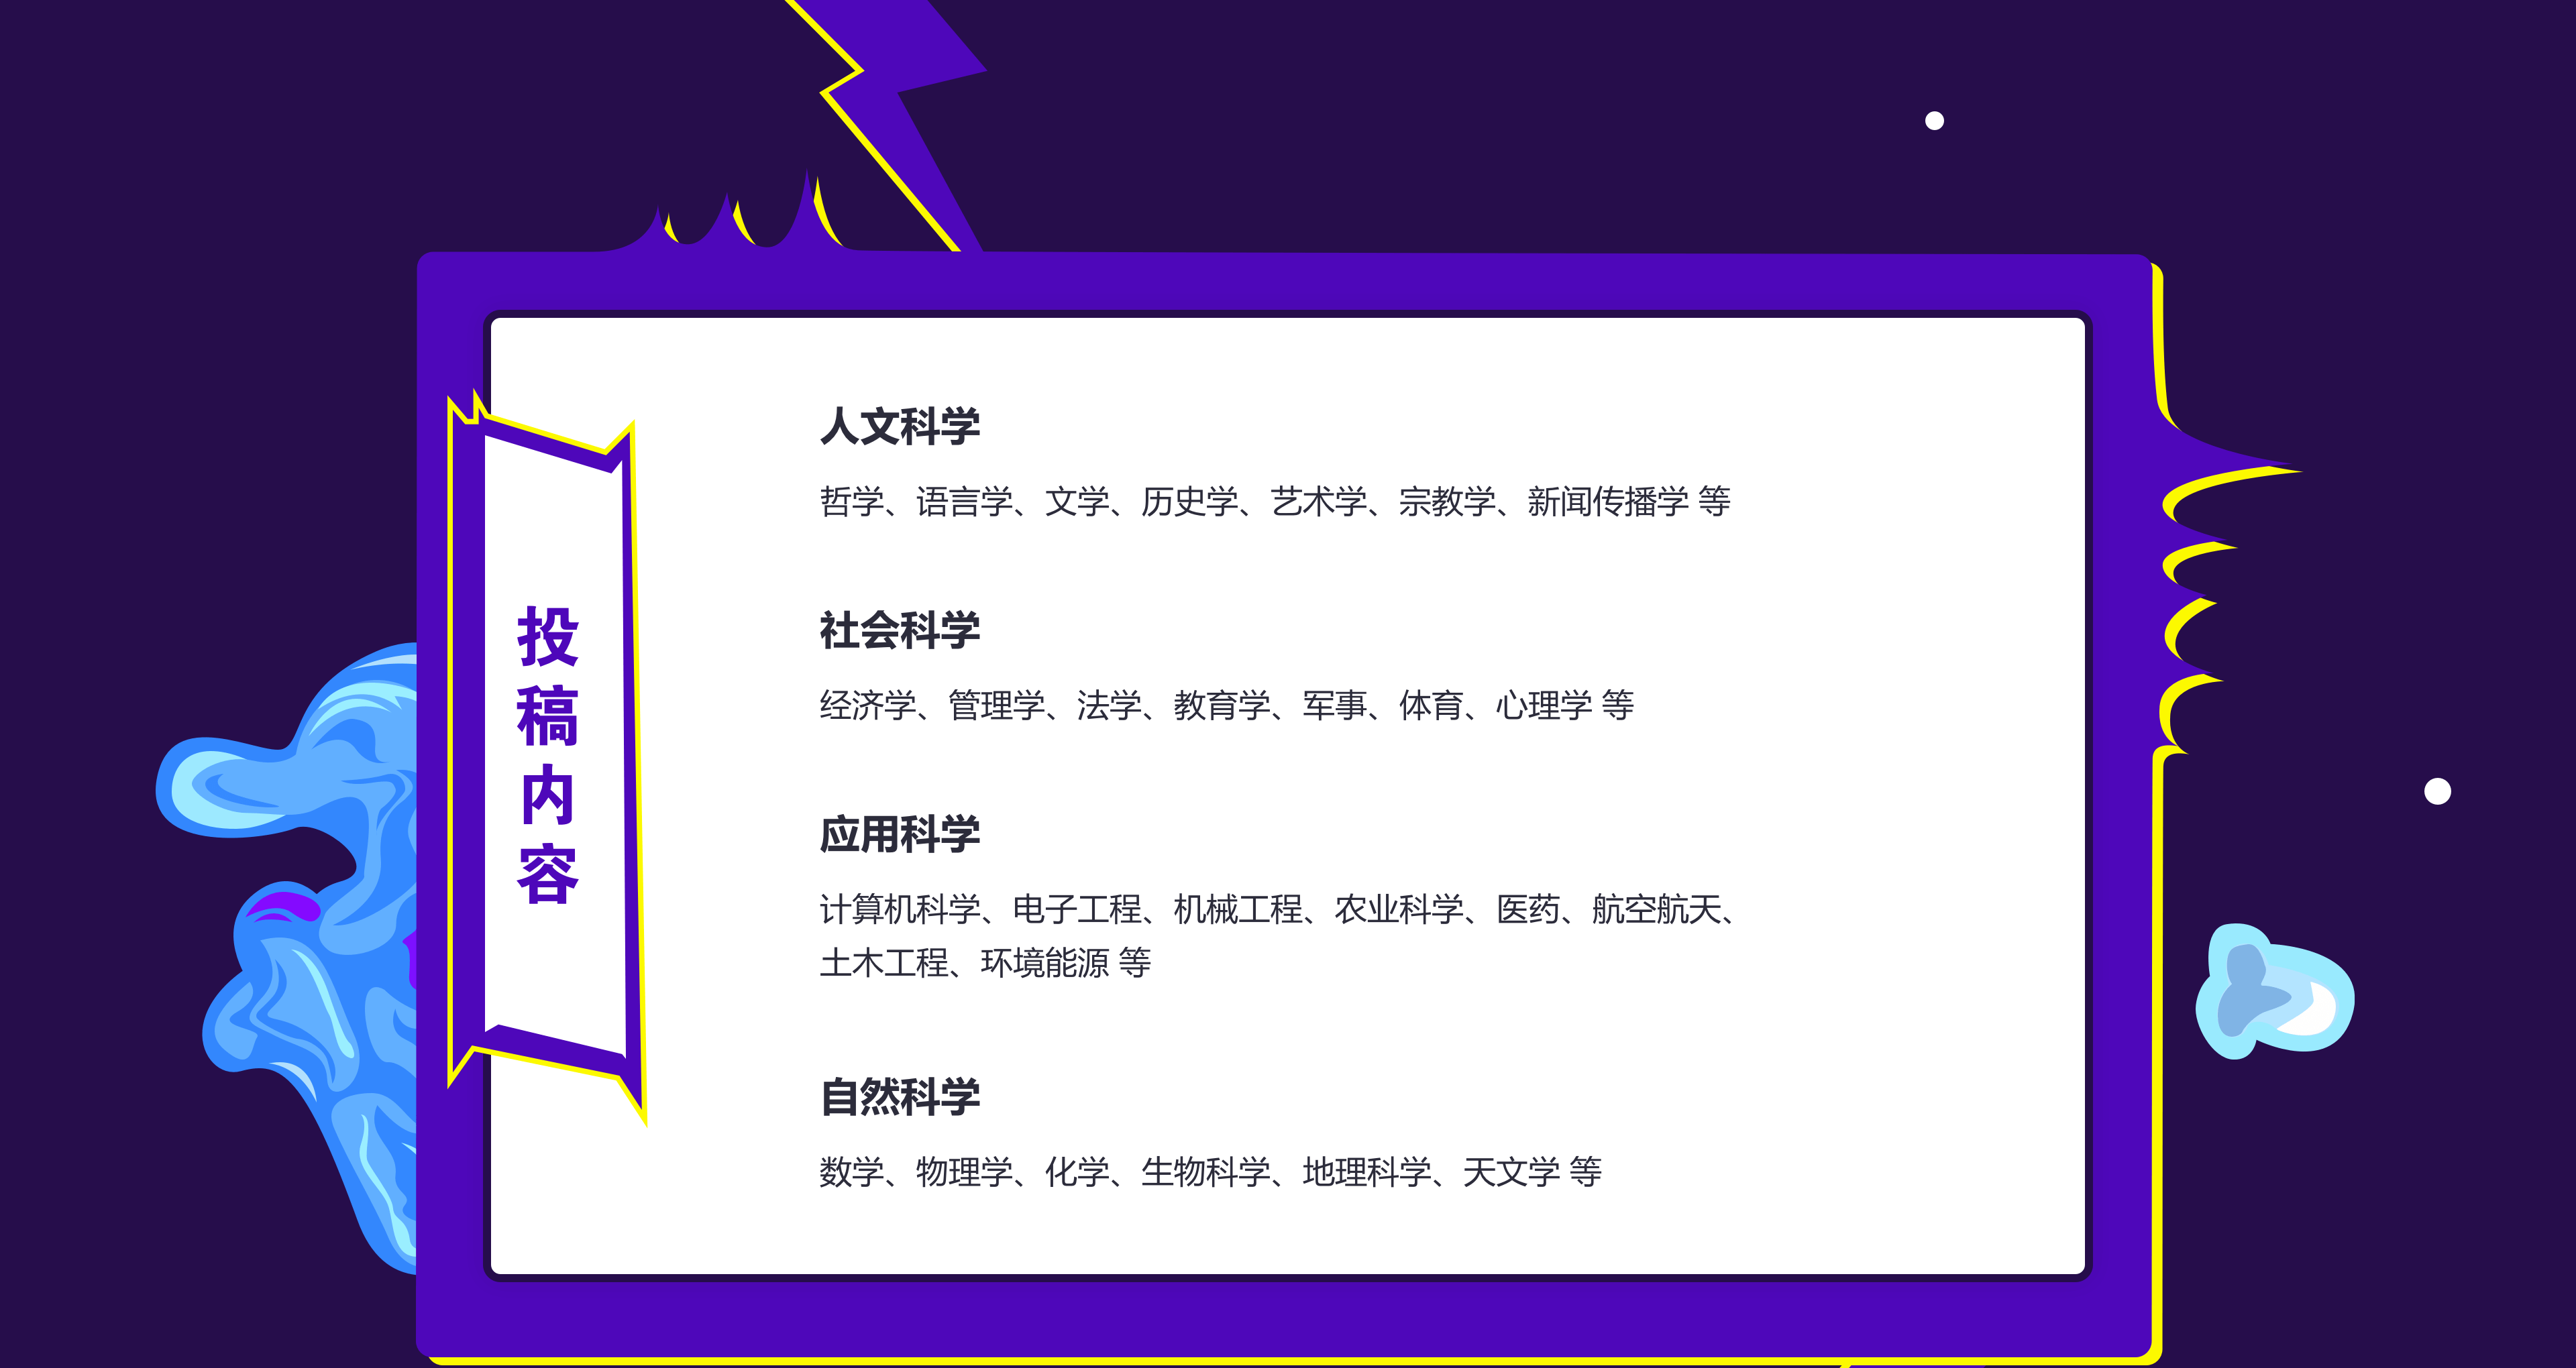 投稿内容
人文科学
哲学、语言学、文学、历史学、艺术学、宗教学、新闻传播学 等
社会科学
经济学、管理学、法学、教育学、军事、体育、心理学 等
应用科学
计算机科学、电子工程、机械工程、农业科学、医药、航空航天、
土木工程、环境能源 等
自然科学
数学、物理学、化学、生物科学、地理科学、天文学 等